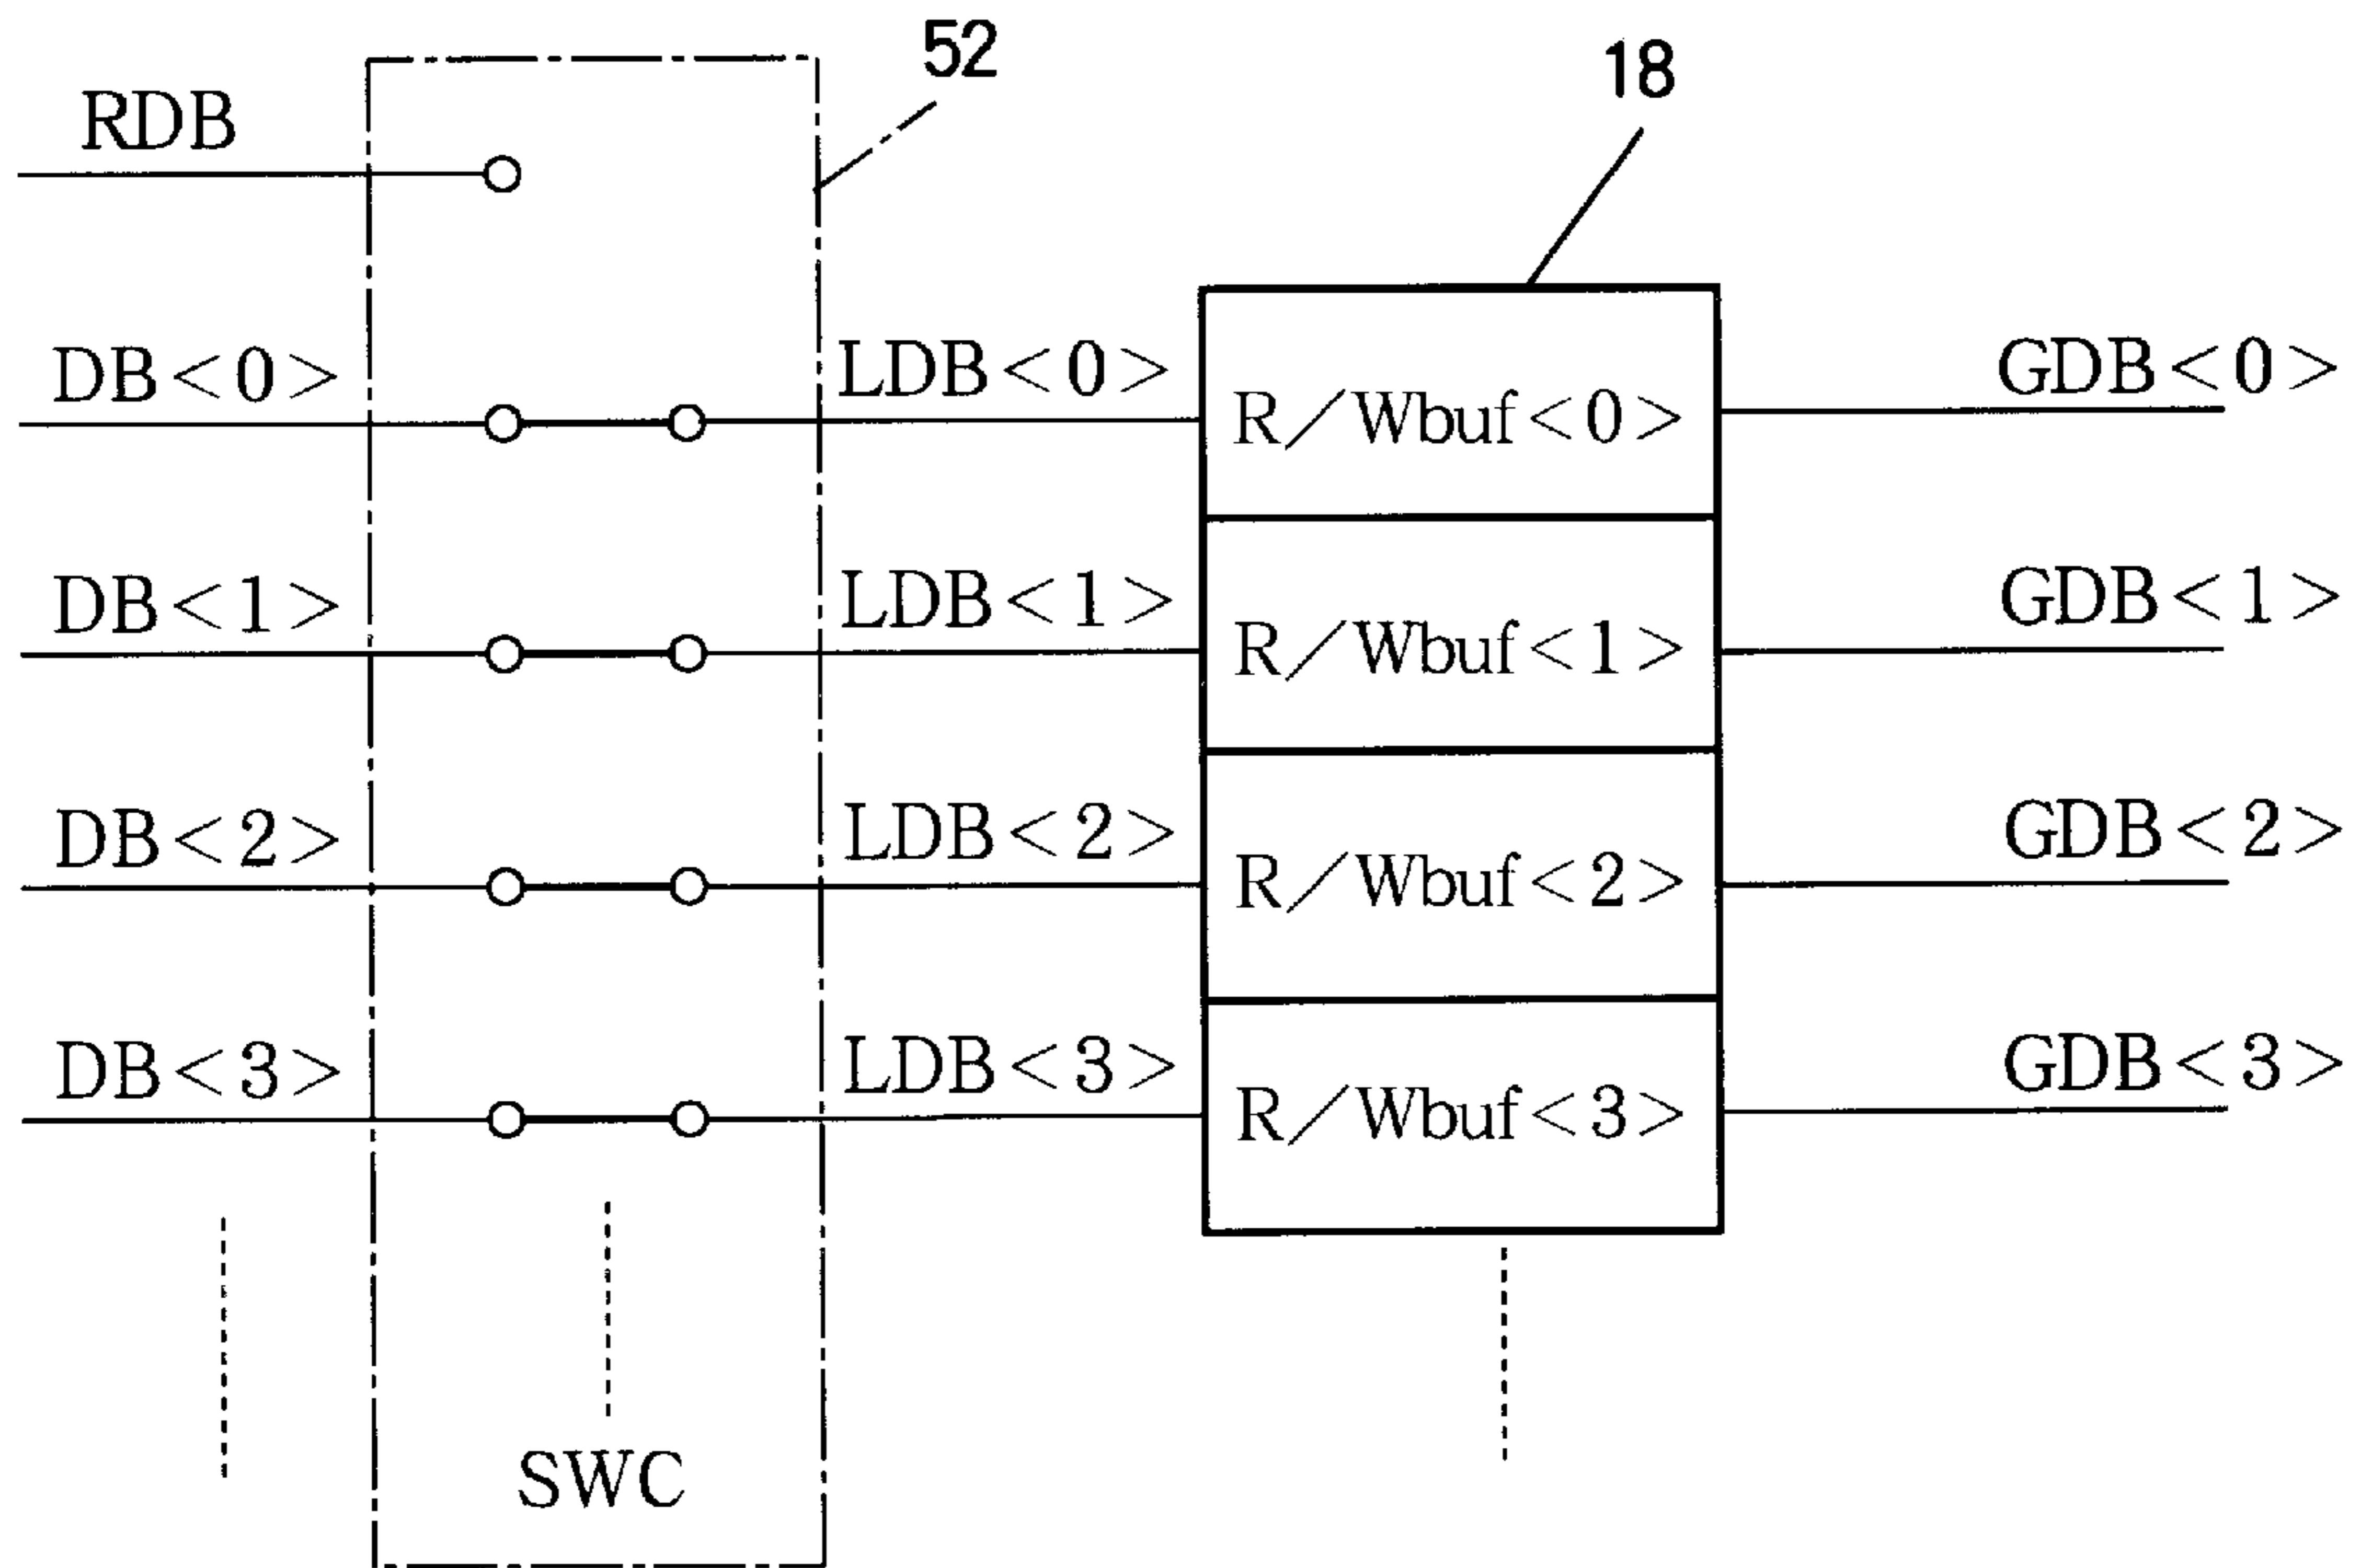 52
18
RDB
DB<0>
LDB<0>
R/Wbuf<0>
GDB<0>
DB<1>
LDB<1>
R/Wbuf<1>
GDB<1>
DB<2>
LDB<2>
R/Wbuf<2>
GDB<2>
DB<3>
LDB<3>
R/Wbuf<3>
GDB<3>
SWC